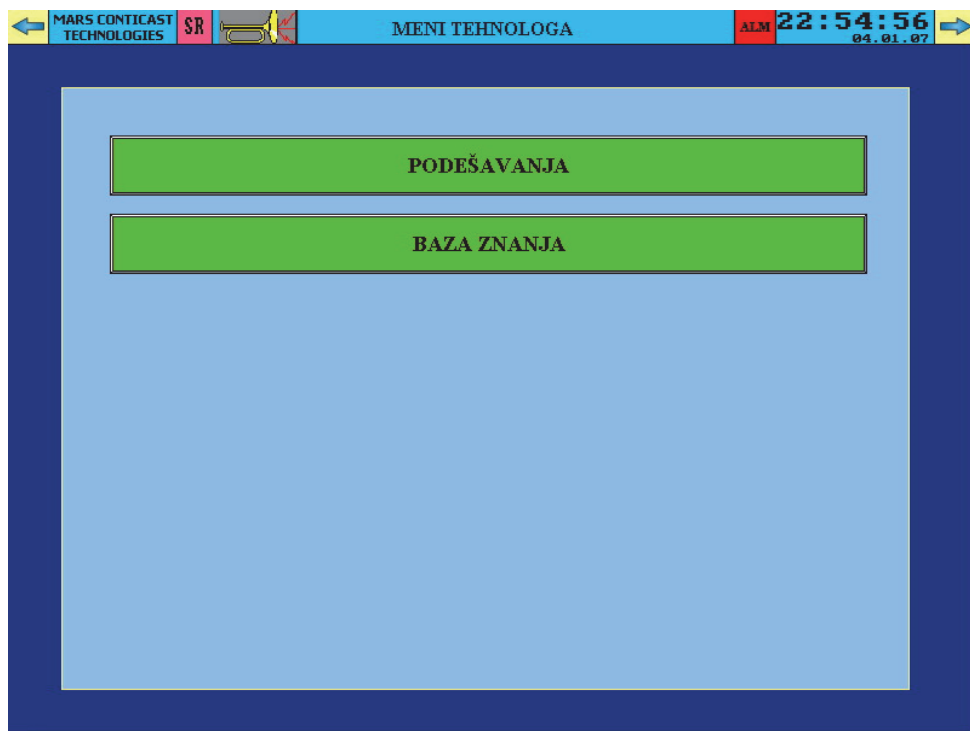 MARS CONTICAST
TECHNOLOGIES
SR
MENI TEHNOLOGA
ALM
22:54:56
04.01.07
PODEŠAVANJA
BAZA ZNANJA